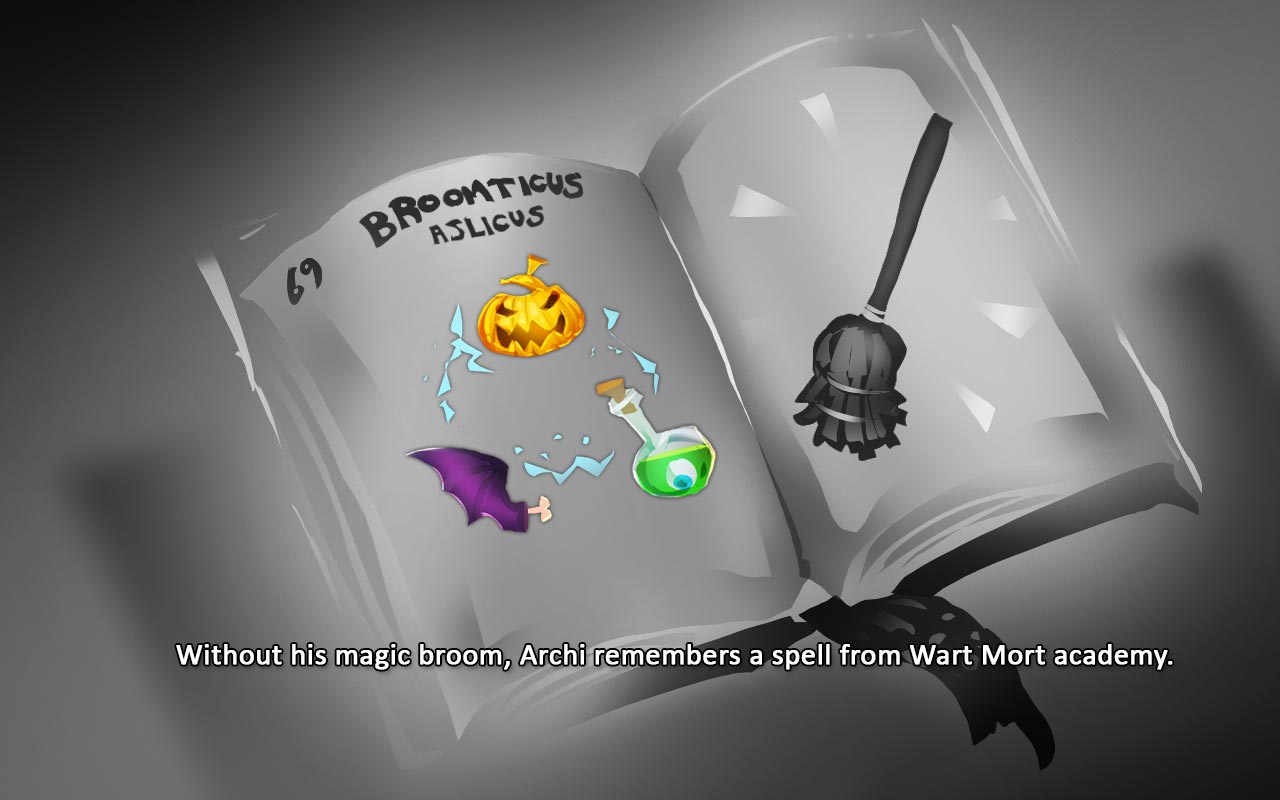 BROOMTICUS
ASLICUS
69
Without his magic broom, Archi remembers a spell from Wart Mort academy.